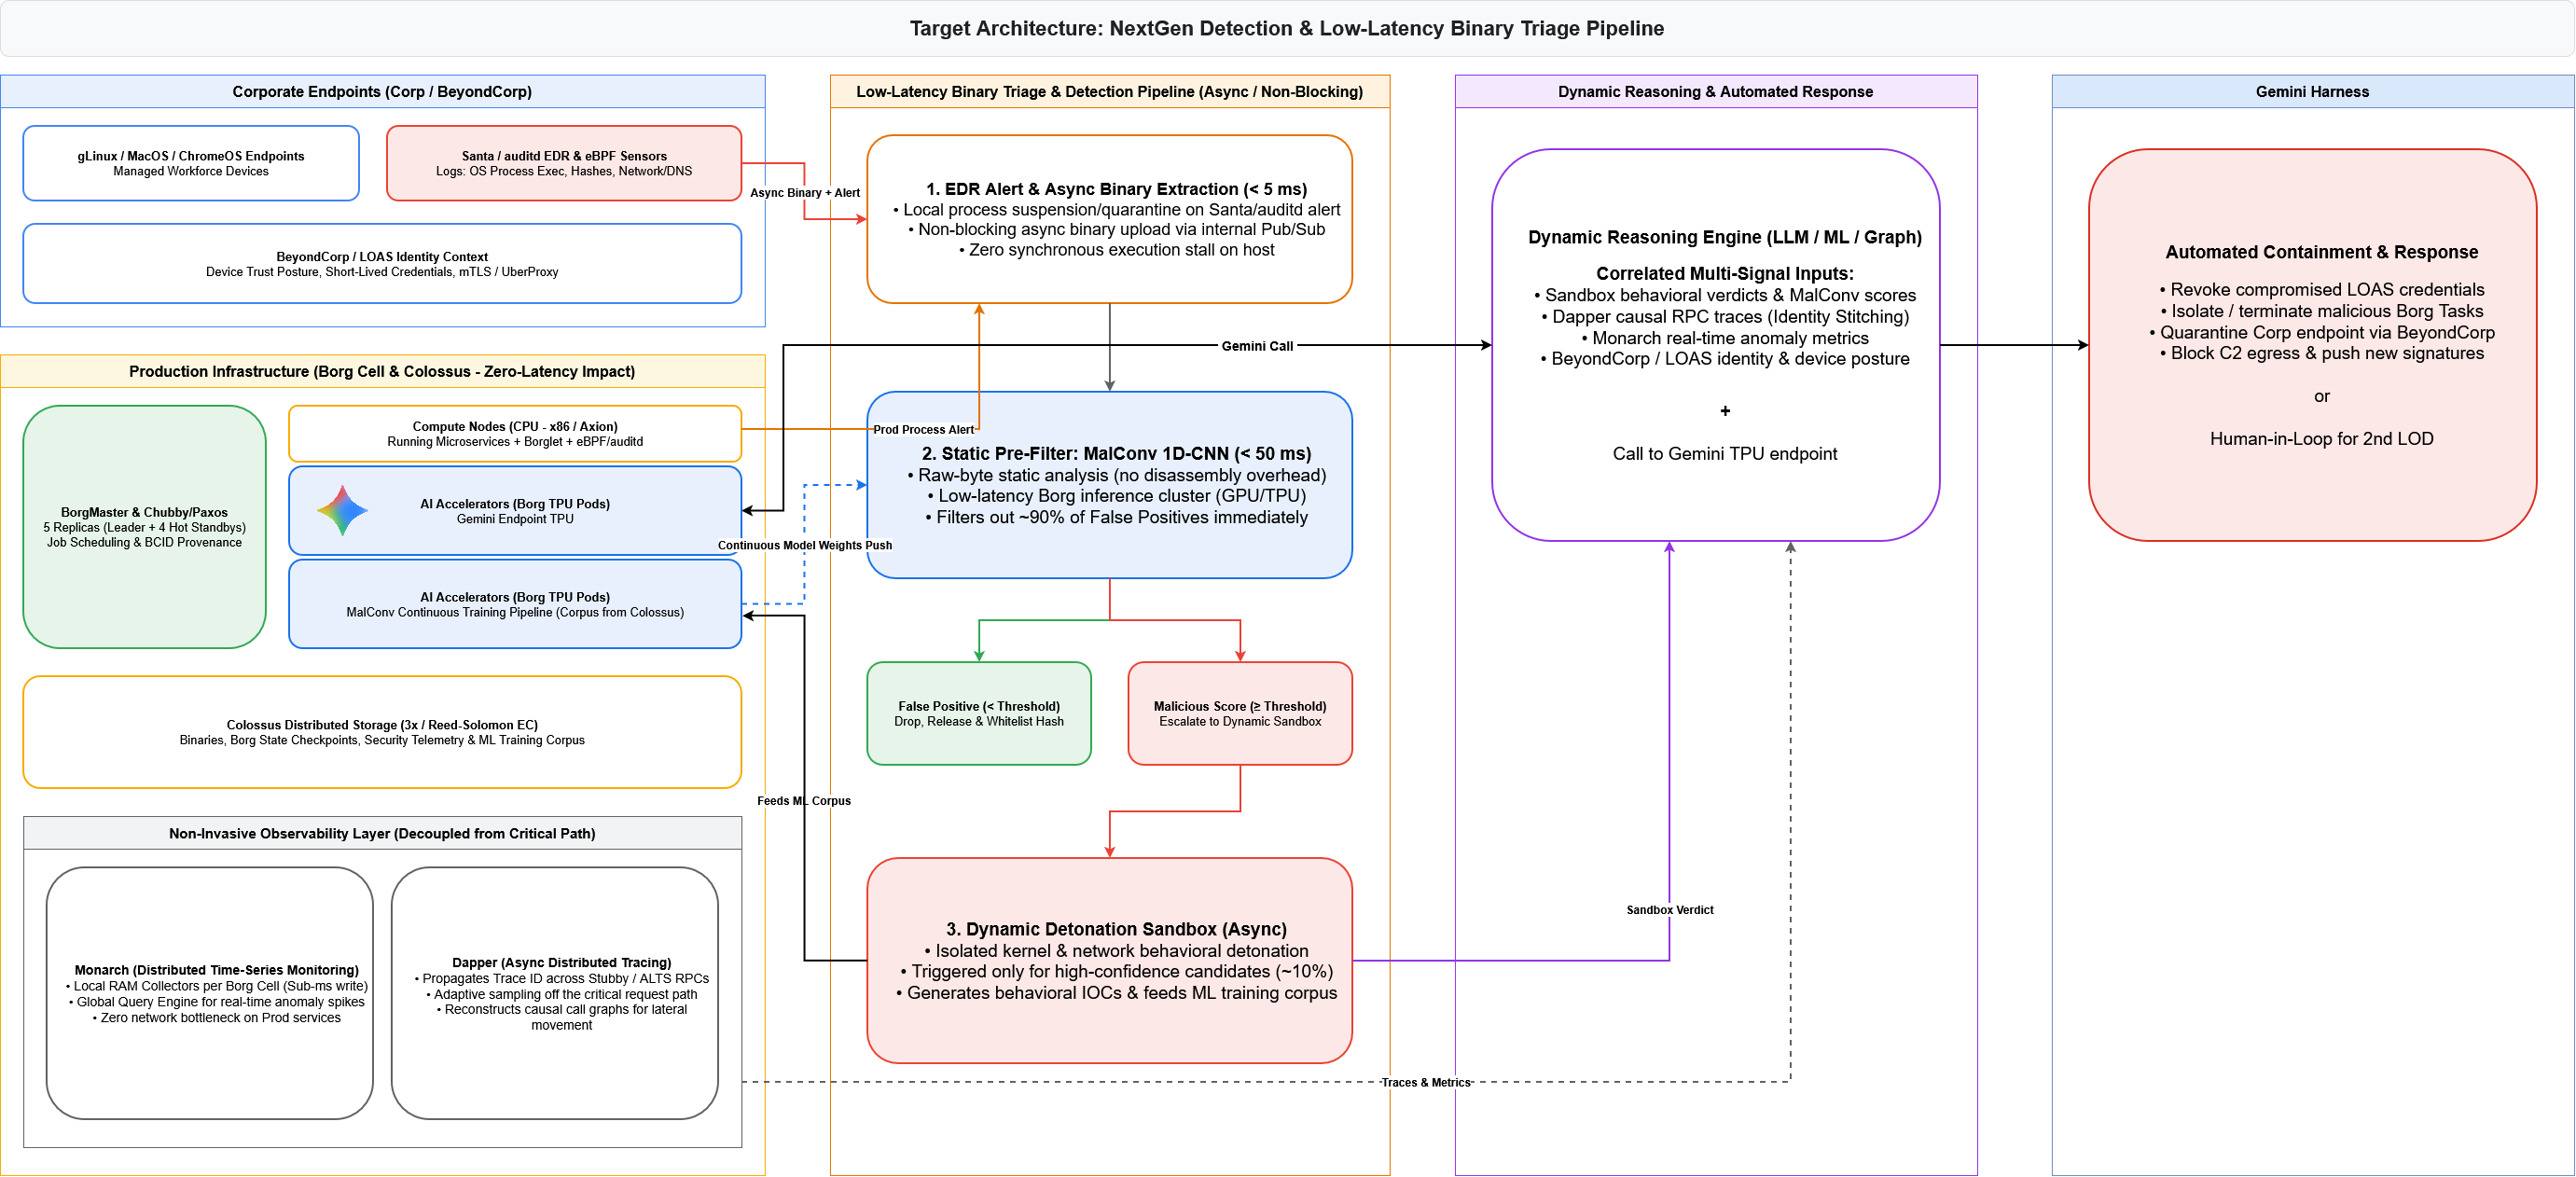 Target Architecture: NextGen Detection & Low-Latency Binary Triage Pipeline
Corporate Endpoints (Corp / BeyondCorp)
gLinux / MacOS / ChromeOS Endpoints
Managed Workforce Devices
Santa / auditd EDR & eBPF Sensors
Logs: OS Process Exec, Hashes, Network/DNS
BeyondCorp / LOAS Identity Context
Device Trust Posture, Short-Lived Credentials, mTLS / UberProxy
Async Binary + Alert
Production Infrastructure (Borg Cell & Colossus - Zero-Latency Impact)
BorgMaster & Chubby/Paxos
5 Replicas (Leader + 4 Hot Standbys)
Job Scheduling & BCID Provenance
Compute Nodes (CPU - x86 / Axion)
Running Microservices + Borglet + eBPF/auditd
AI Accelerators (Borg TPU Pods)
Gemini Endpoint TPU
AI Accelerators (Borg TPU Pods)
MalConv Continuous Training Pipeline (Corpus from Colossus)
Colossus Distributed Storage (3x / Reed-Solomon EC)
Binaries, Borg State Checkpoints, Security Telemetry & ML Training Corpus
Non-Invasive Observability Layer (Decoupled from Critical Path)
Monarch (Distributed Time-Series Monitoring)
• Local RAM Collectors per Borg Cell (Sub-ms write)
• Global Query Engine for real-time anomaly spikes
• Zero network bottleneck on Prod services
Dapper (Async Distributed Tracing)
• Propagates Trace ID across Stubby / ALTS RPCs
• Adaptive sampling off the critical request path
• Reconstructs causal call graphs for lateral
movement
Prod Process Alert
Continuous Model Weights Push
Feeds ML Corpus
Low-Latency Binary Triage & Detection Pipeline (Async / Non-Blocking)
1. EDR Alert & Async Binary Extraction (< 5 ms)
• Local process suspension/quarantine on Santa/auditd alert
• Non-blocking async binary upload via internal Pub/Sub
• Zero synchronous execution stall on host
2. Static Pre-Filter: MalConv 1D-CNN (< 50 ms)
• Raw-byte static analysis (no disassembly overhead)
• Low-latency Borg inference cluster (GPU/TPU)
• Filters out ~90% of False Positives immediately
False Positive (< Threshold)
Drop, Release & Whitelist Hash
Malicious Score (≥ Threshold)
Escalate to Dynamic Sandbox
3. Dynamic Detonation Sandbox (Async)
• Isolated kernel & network behavioral detonation
• Triggered only for high-confidence candidates (~10%)
• Generates behavioral IOCs & feeds ML training corpus
Gemini Call
Traces & Metrics
Dynamic Reasoning & Automated Response
Dynamic Reasoning Engine (LLM / ML / Graph)
Correlated Multi-Signal Inputs:
• Sandbox behavioral verdicts & MalConv scores
• Dapper causal RPC traces (Identity Stitching)
• Monarch real-time anomaly metrics
• BeyondCorp / LOAS identity & device posture
+
Call to Gemini TPU endpoint
Sandbox Verdict
Gemini Harness
Automated Containment & Response
• Revoke compromised LOAS credentials
• Isolate / terminate malicious Borg Tasks
• Quarantine Corp endpoint via BeyondCorp
• Block C2 egress & push new signatures
or
Human-in-Loop for 2nd LOD